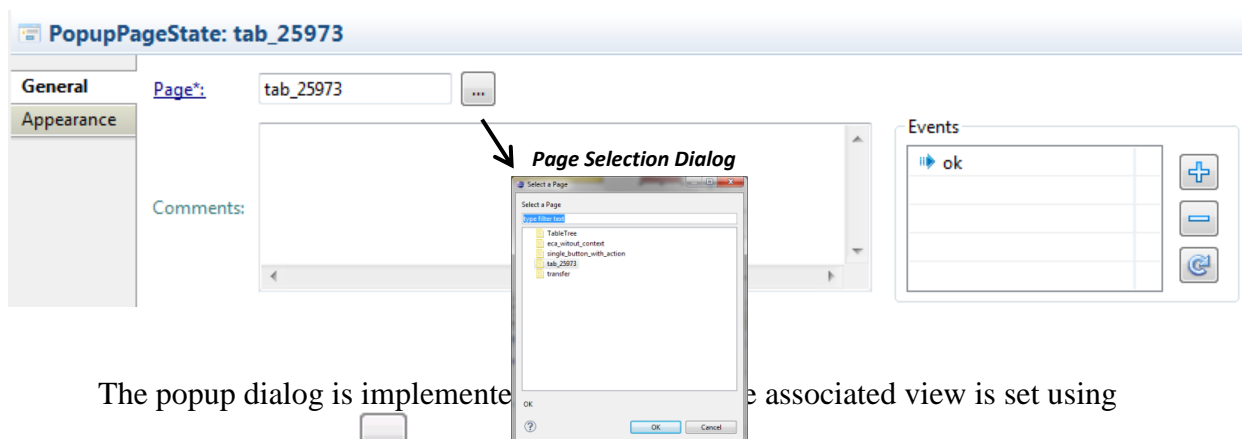 PopupPageState: tab_25973
General
Page*:
tab_25973
...
Appearance
Events
ok
Page Selection Dialog
Select a Page
Select a Page
type filter text
TableTree
eca_witout_context
single_button_with_action
tab_25973
transfer
Comments:
OK
OK
Cancel
The popup dialog is implemente
e associated view is set using